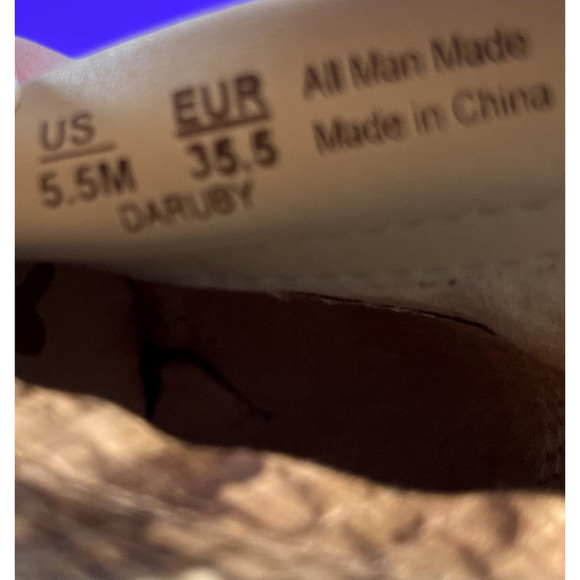 US EUR All Man Made
5.5M 35.5 Made in China
DARUBY